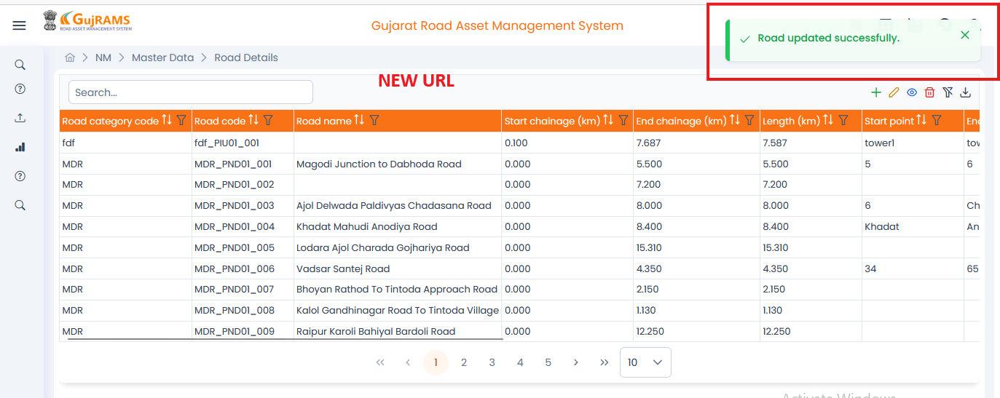 GujRAMS
ROAD ASSET MANAGEMENT SYSTEM
Gujarat Road Asset Management System
Road updated successfully.
NM > Master Data > Road Details
NEW URL
Search...
Road category code Road code Road name Start chainage (km) End chainage (km) Length (km) Start point
fdf fdf_PIU01_001 0.100 7.687 7.587 tower1
MDR MDR_PND01_001 Magodi Junction to Dabhoda Road 0.000 5.500 5.500 5 6
MDR MDR_PND01_002 0.000 7.200 7.200
MDR MDR_PND01_003 Ajol Delwada Paldivyas Chadasana Road 0.000 8.000 8.000 6 Ch
MDR MDR_PND01_004 Khadat Mahudi Anodiya Road 0.000 8.400 8.400 Khadat An
MDR MDR_PND01_005 Lodara Ajol Charada Gojhariya Road 0.000 15.310 15.310
MDR MDR_PND01_006 Vadsar Santej Road 0.000 4.350 4.350 34 65
MDR MDR_PND01_007 Bhoyan Rathod To Tintoda Approach Road 0.000 2.150 2.150
MDR MDR_PND01_008 Kalol Gandhinagar Road To Tintoda Village 0.000 1.130 1.130
MDR MDR_PND01_009 Raipur Karoli Bahiyal Bardoli Road 0.000 12.250 12.250
<< < 1 2 3 4 5 > >> 10
Activate Windows